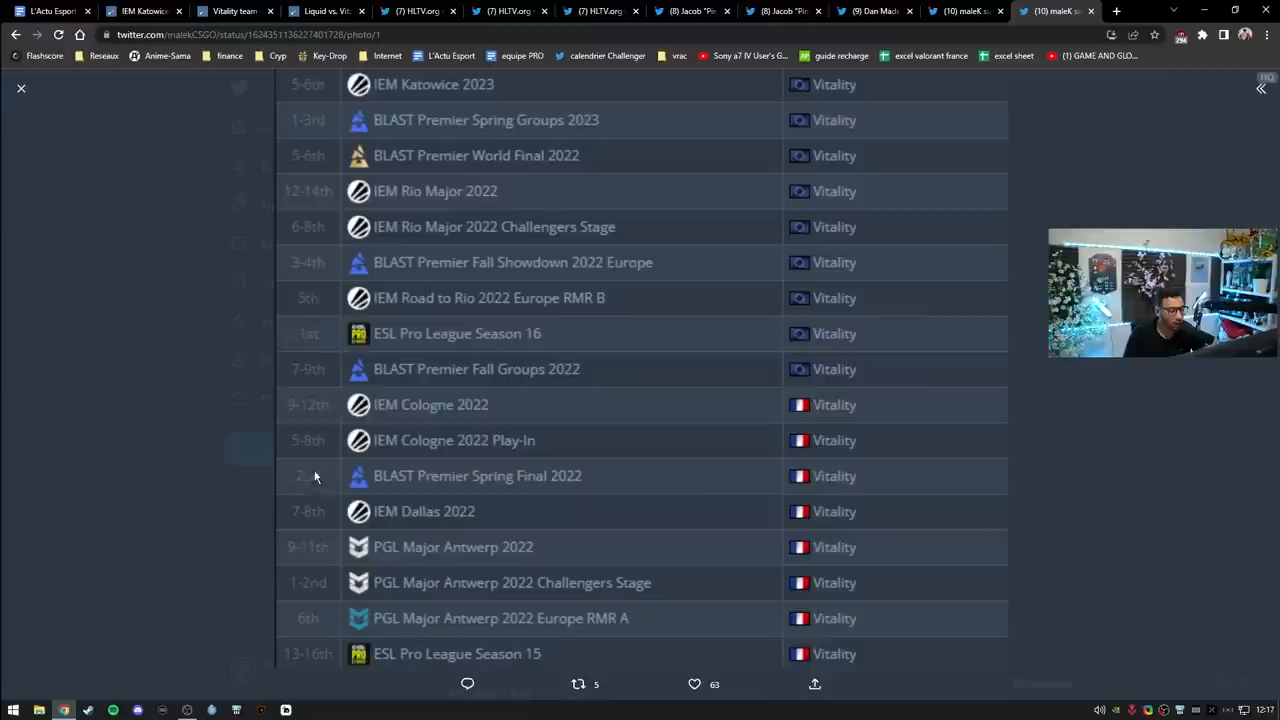 L'Actu Espor
IEM Katowice
Vitality team
Liquid vs. Vita
(7) HLTV.org
(7) HLTV.org
(7) HLTV.org
(8) Jacob "Pin
(8) Jacob "Pin
(9) Dan Made
(10) maleK su
(10) maleK sa
twitter.com/malekCSGO/status/1624351136227401728/photo/1
294
Flashscore
Reseaux
Anime-Sama
finance
Cryp
Key-Drop
Internet
L'Actu Esport
equipe PRO
calendrier Challenger
vrac
Sony a7 IV User's G...
guide recharge
excel valorant france
excel sheet
(1) GAME AND GLO...
HQ
5-6th IEM Katowice 2023 Vitality
1-3rd BLAST Premier Spring Groups 2023 Vitality
5-6th BLAST Premier World Final 2022 Vitality
12-14th IEM Rio Major 2022 Vitality
6-8th IEM Rio Major 2022 Challengers Stage Vitality
3-4th BLAST Premier Fall Showdown 2022 Europe Vitality
5th IEM Road to Rio 2022 Europe RMR B Vitality
1st ESL Pro League Season 16 Vitality
7-9th BLAST Premier Fall Groups 2022 Vitality
9-12th IEM Cologne 2022 Vitality
5-8th IEM Cologne 2022 Play-In Vitality
BLAST Premier Spring Final 2022 Vitality
7-8th IEM Dallas 2022 Vitality
9-11th PGL Major Antwerp 2022 Vitality
1-2nd PGL Major Antwerp 2022 Challengers Stage Vitality
6th PGL Major Antwerp 2022 Europe RMR A Vitality
13-16th ESL Pro League Season 15 Vitality
5
63
12:17